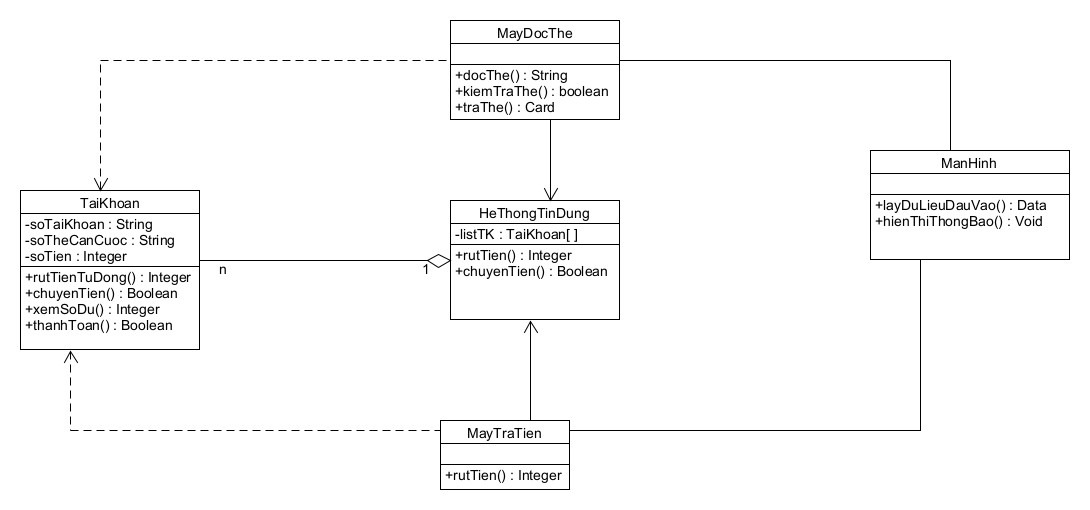 MayDocThe
+docThe() : String
+kiemTraThe() : boolean
+traThe() : Card
ManHinh
+layDuLieuDauVao() : Data
+hienThiThongBao() : Void
TaiKhoan
-soTaiKhoan : String
-soTheCanCuoc : String
-soTien : Integer
+rutTienTuDong() : Integer
+chuyenTien() : Boolean
+xemSoDu() : Integer
+thanhToan() : Boolean
n
1
HeThongTinDung
-listTK : TaiKhoan[ ]
+rutTien() : Integer
+chuyenTien() : Boolean
MayTraTien
+rutTien() : Integer